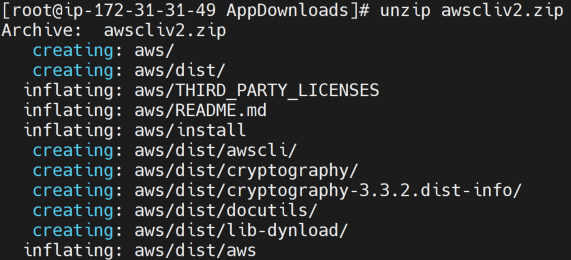 [root@ip-172-31-31-49 AppDownloads]# unzip awscliv2.zip
Archive:  awscliv2.zip
   creating: aws/
   creating: aws/dist/
  inflating: aws/THIRD_PARTY_LICENSES
  inflating: aws/README.md
  inflating: aws/install
   creating: aws/dist/awscli/
   creating: aws/dist/cryptography/
   creating: aws/dist/cryptography-3.3.2.dist-info/
   creating: aws/dist/docutils/
   creating: aws/dist/lib-dynload/
  inflating: aws/dist/aws